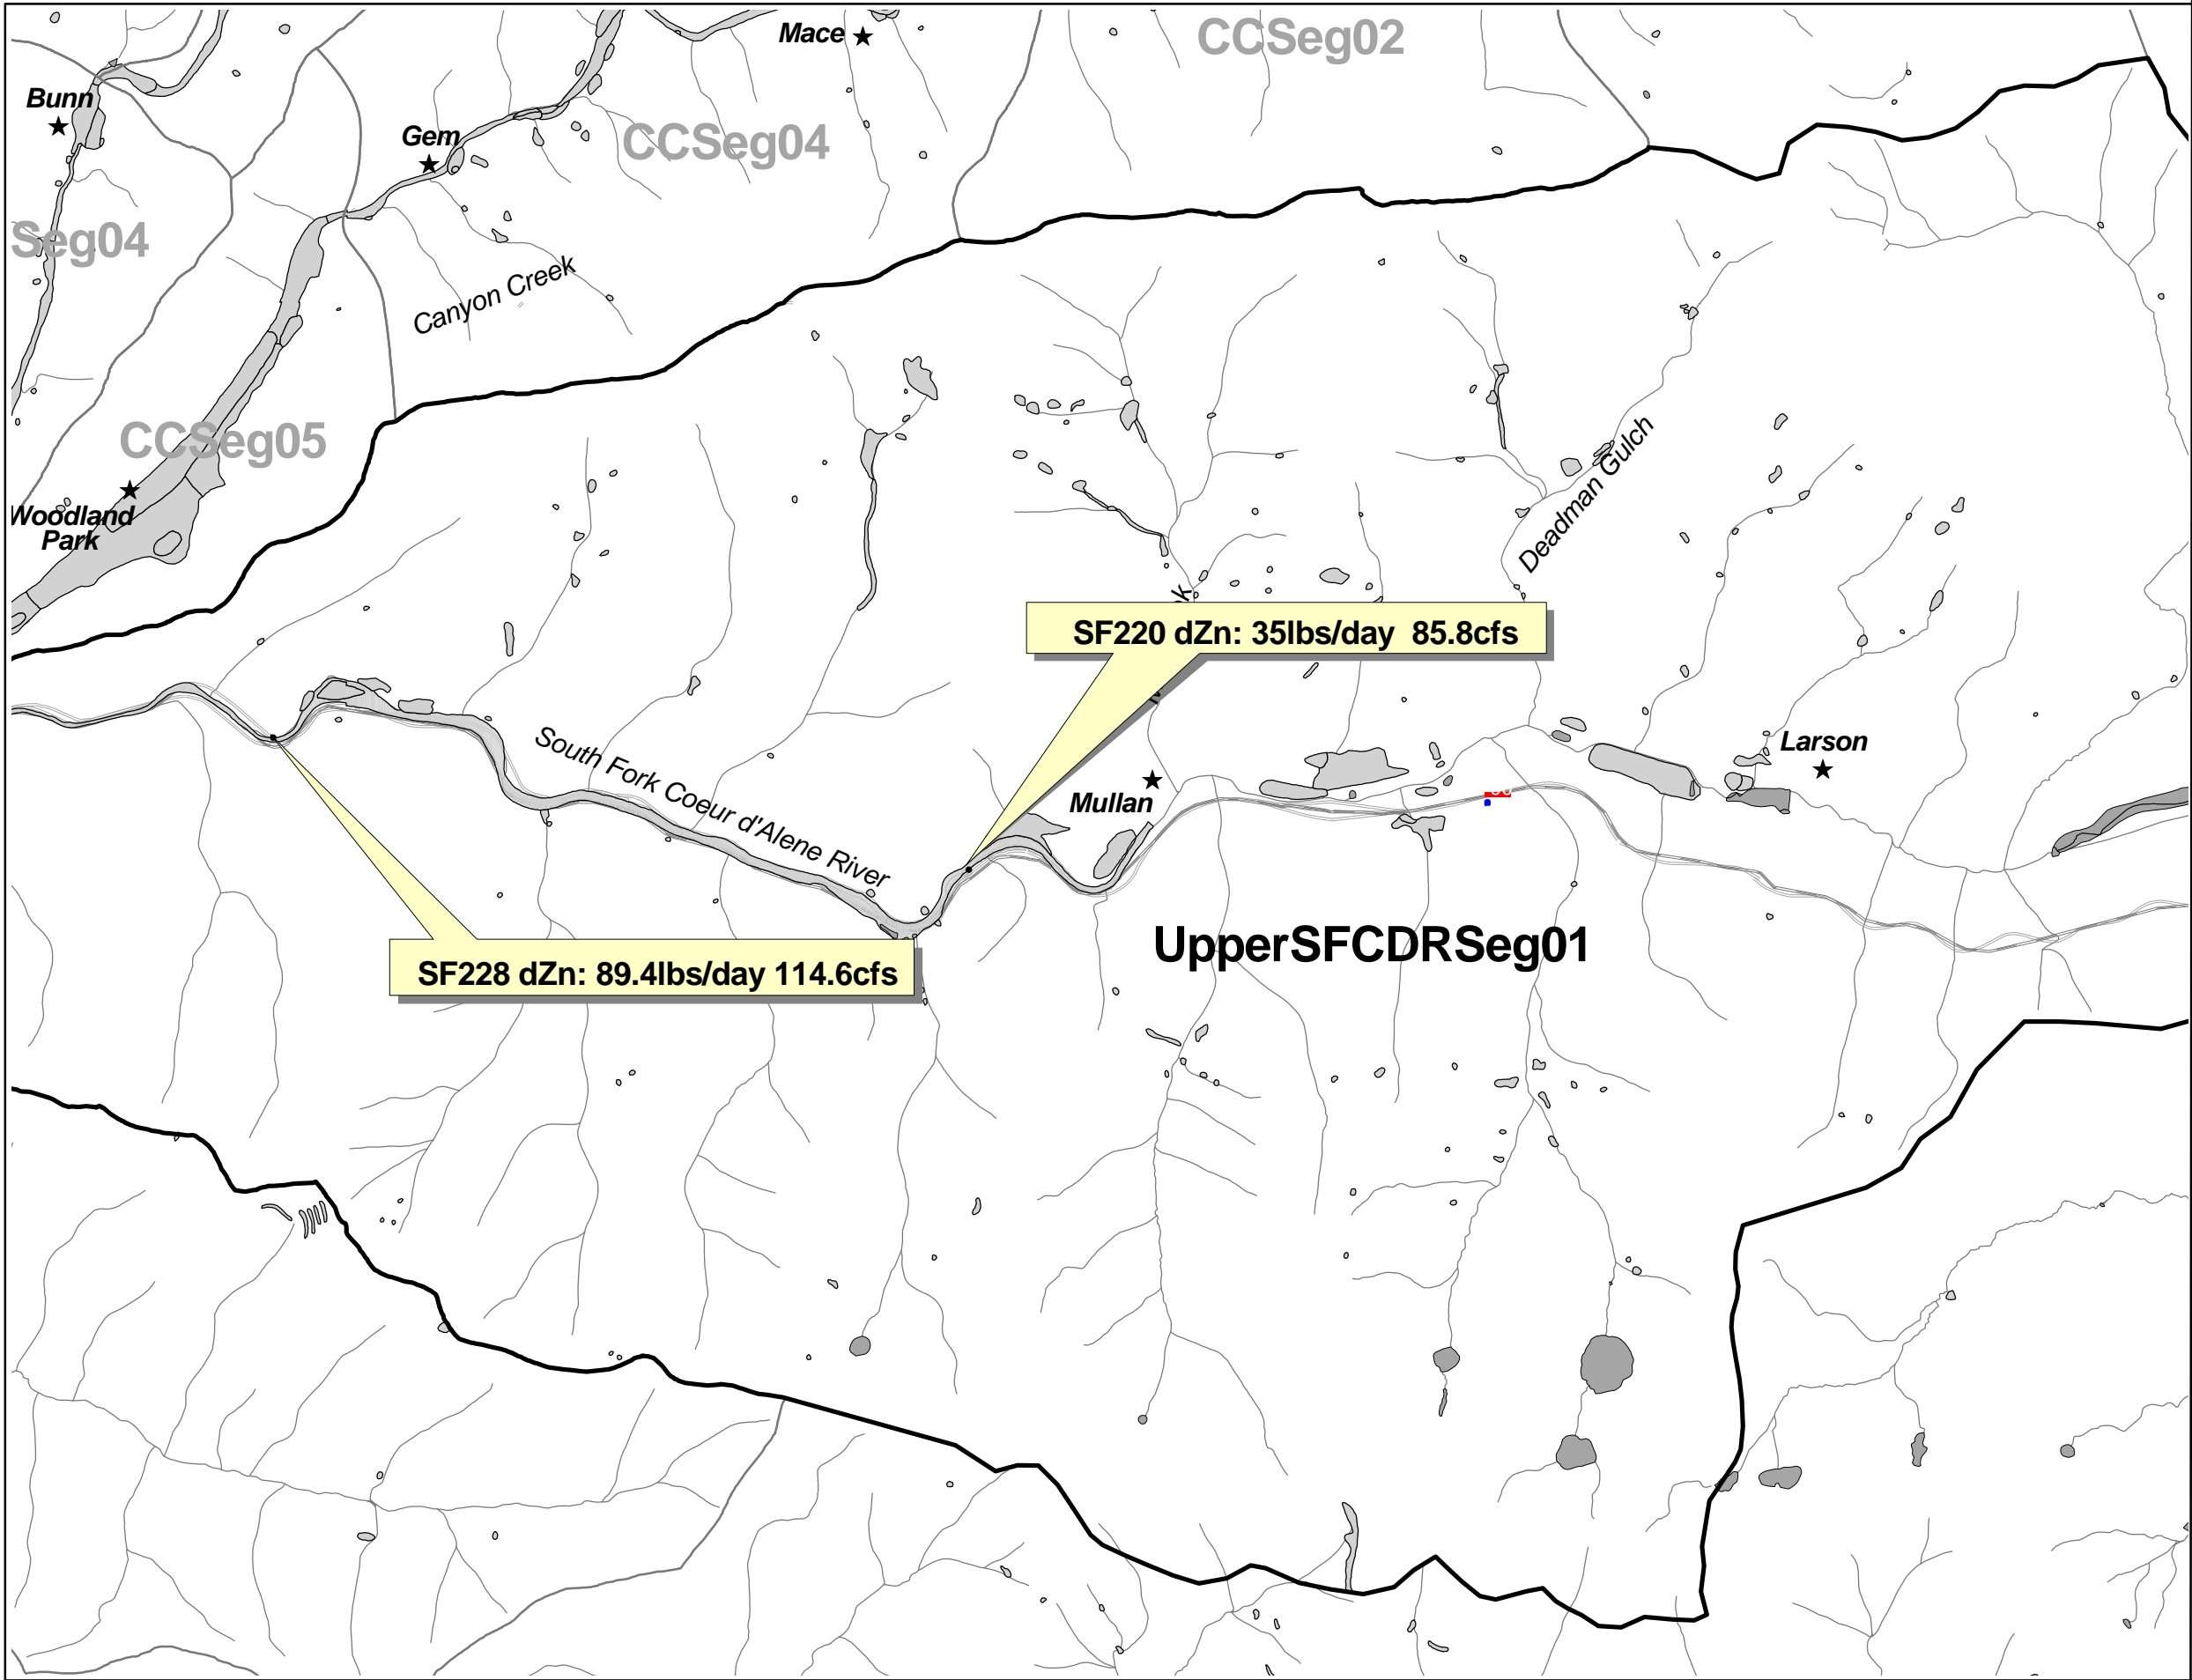 Mace
CCSeg02
Bunn
Gem
CCSeg04
Seg04
Canyon Creek
CCSeg05
Woodland
Park
Deadman Gulch
SF220 dZn: 35lbs/day 85.8cfs
South Fork Coeur d'Alene River
Larson
Mullan
UpperSFCDRSeg01
SF228 dZn: 89.4lbs/day 114.6cfs